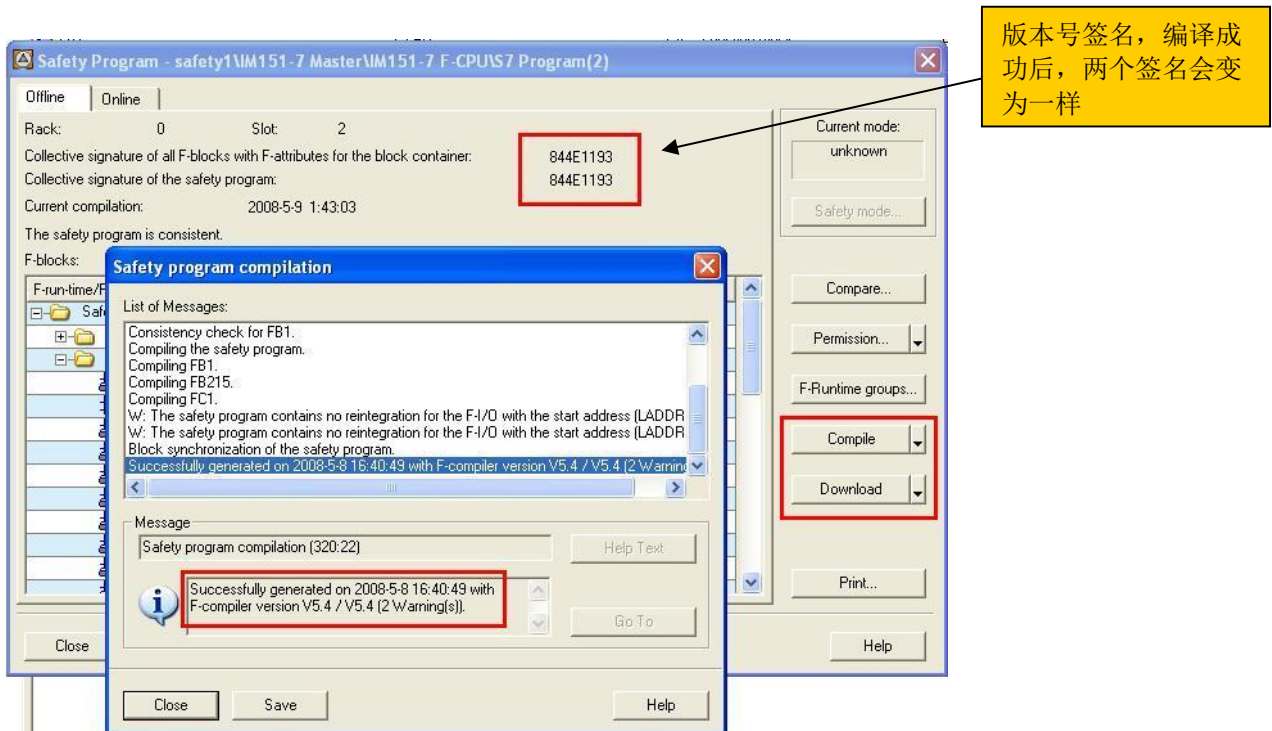 版本号签名，编译成
功后，两个签名会变
为一样
Safety Program - safety1\IM151-7 Master\IM151-7 F-CPU\S7 Program(2)
Offline
Online
Rack: 0 Slot: 2
Collective signature of all F-blocks with F-attributes for the block container: 844E1193
Collective signature of the safety program: 844E1193
Current compilation: 2008-5-9 1:43:03
The safety program is consistent.
F-blocks:
F-run-time/F
Safe
Current mode:
unknown
Safety mode...
Compare...
Permission...
F-Runtime groups...
Compile
Download
Print...
Close
Help
Safety program compilation
List of Messages:
Consistency check for FB1.
Compiling the safety program.
Compiling FB1.
Compiling FB215.
Compiling FC1.
W: The safety program contains no reintegration for the F-I/O with the start address (LADDR
W: The safety program contains no reintegration for the F-I/O with the start address (LADDR
Block synchronization of the safety program.
Successfully generated on 2008-5-8 16:40:49 with F-compiler version V5.4 / V5.4 (2 Warning
Message
Safety program compilation (320:22)
Help Text
Successfully generated on 2008-5-8 16:40:49 with
F-compiler version V5.4 / V5.4 (2 Warning(s)).
Go To
Close
Save
Help